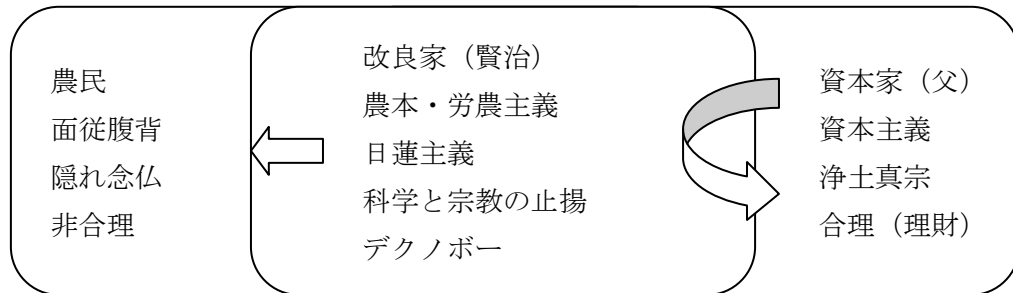 農民
面従腹背
隠れ念仏
非合理
改良家（賢治）
農本・労農主義
日蓮主義
科学と宗教の止揚
デクノボー
資本家（父）
資本主義
浄土真宗
合理（理財）